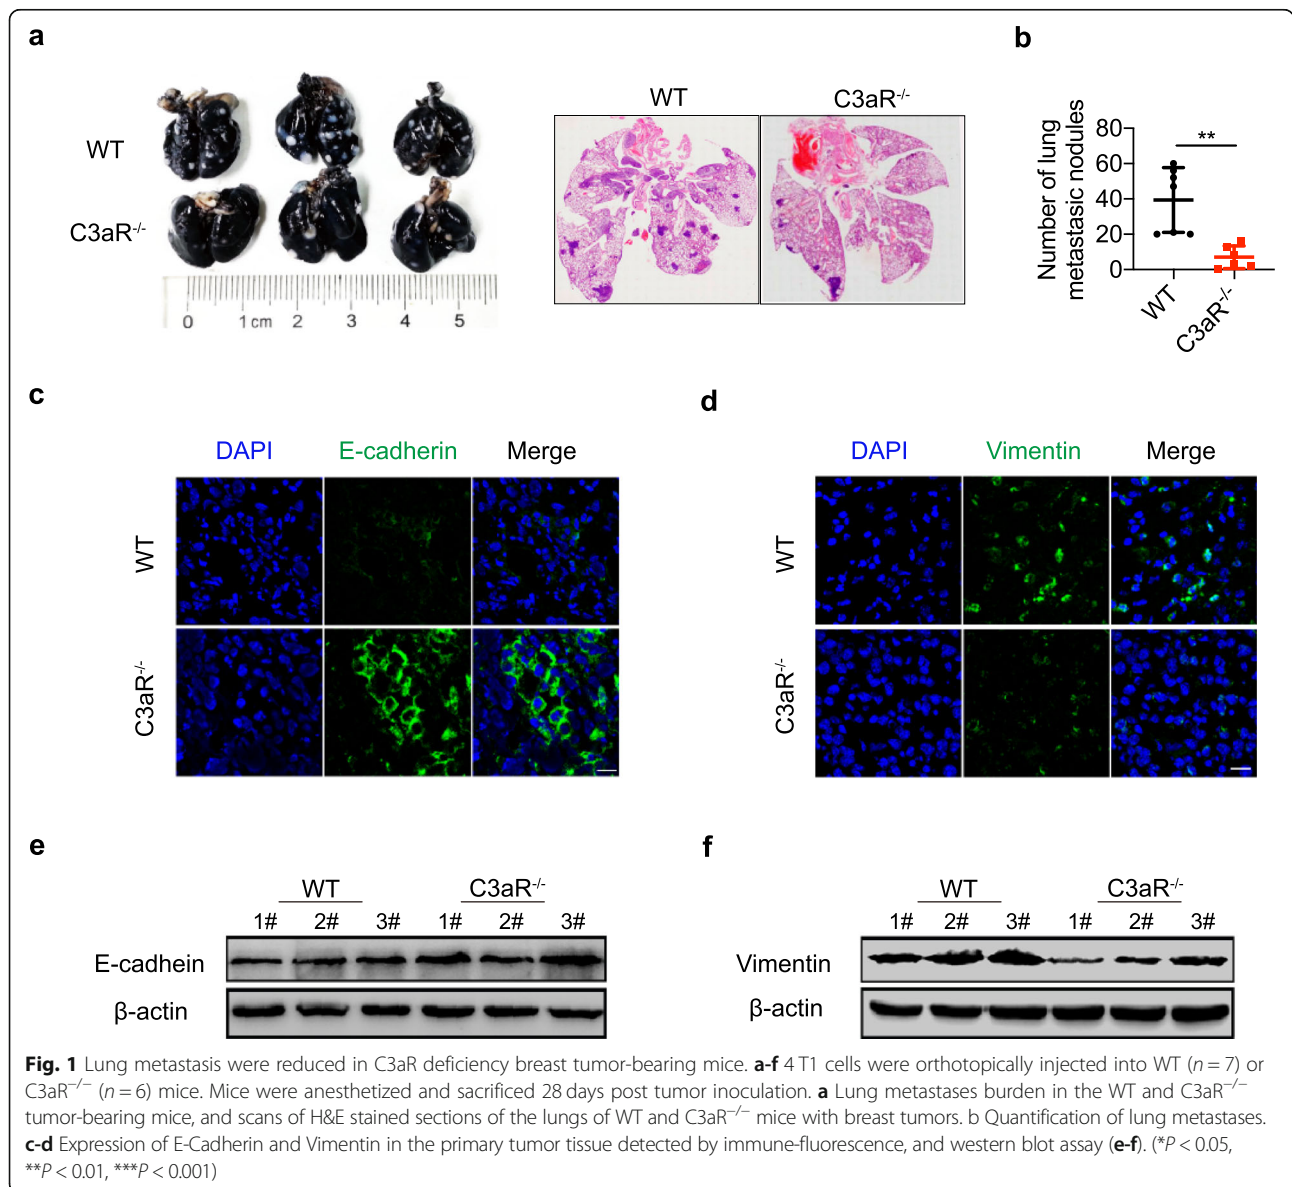 a
WT
C3aR-/-
0 1 cm 2 3 4 5
WT C3aR-/-
b
Number of lung
metastasic nodules
80
60
40
20
0
**
WT
C3aR-/-
c
DAPI E-cadherin Merge
WT
C3aR-/-
d
DAPI Vimentin Merge
WT
C3aR-/-
e
WT C3aR-/-
1# 2# 3# 1# 2# 3#
E-cadhein
β-actin
f
WT C3aR-/-
1# 2# 3# 1# 2# 3#
Vimentin
β-actin
Fig. 1 Lung metastasis were reduced in C3aR deficiency breast tumor-bearing mice. a-f 4 T1 cells were orthotopically injected into WT (n = 7) or
C3aR−/− (n = 6) mice. Mice were anesthetized and sacrificed 28 days post tumor inoculation. a Lung metastases burden in the WT and C3aR−/−
tumor-bearing mice, and scans of H&E stained sections of the lungs of WT and C3aR−/− mice with breast tumors. b Quantification of lung metastases.
c-d Expression of E-Cadherin and Vimentin in the primary tumor tissue detected by immune-fluorescence, and western blot assay (e-f). (*P < 0.05,
**P < 0.01, ***P < 0.001)